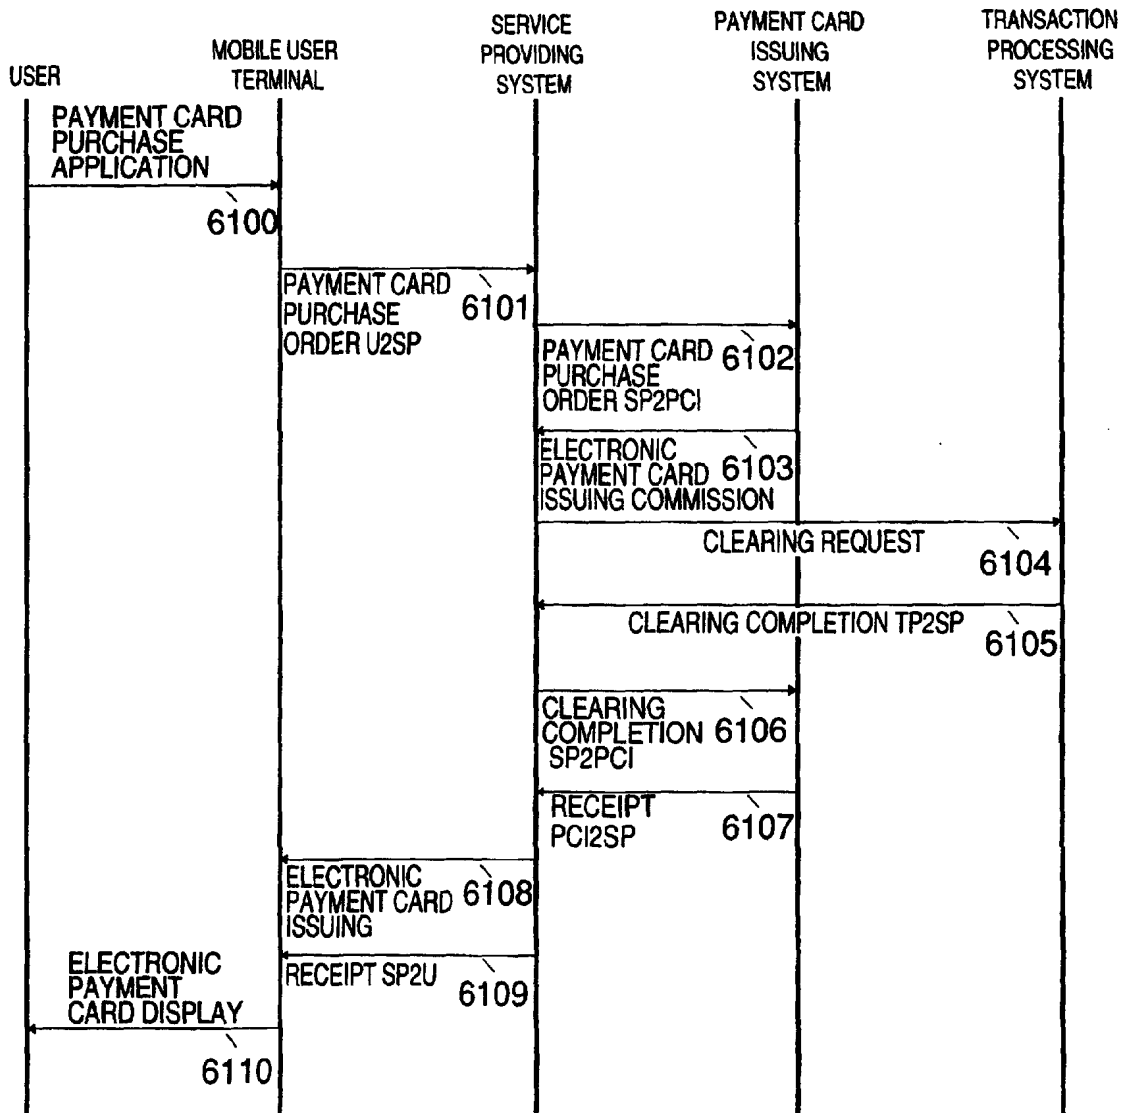 USER
MOBILE USER
TERMINAL
SERVICE
PROVIDING
SYSTEM
PAYMENT CARD
ISSUING
SYSTEM
TRANSACTION
PROCESSING
SYSTEM
PAYMENT CARD
PURCHASE
APPLICATION
6100
PAYMENT CARD
PURCHASE
ORDER U2SP
6101
PAYMENT CARD
PURCHASE
ORDER SP2PCI
6102
ELECTRONIC
PAYMENT CARD
ISSUING COMMISSION
6103
CLEARING REQUEST
6104
CLEARING COMPLETION TP2SP
6105
CLEARING
COMPLETION
SP2PCI
6106
RECEIPT
PCI2SP
6107
ELECTRONIC
PAYMENT CARD
ISSUING
6108
RECEIPT SP2U
6109
ELECTRONIC
PAYMENT
CARD DISPLAY
6110